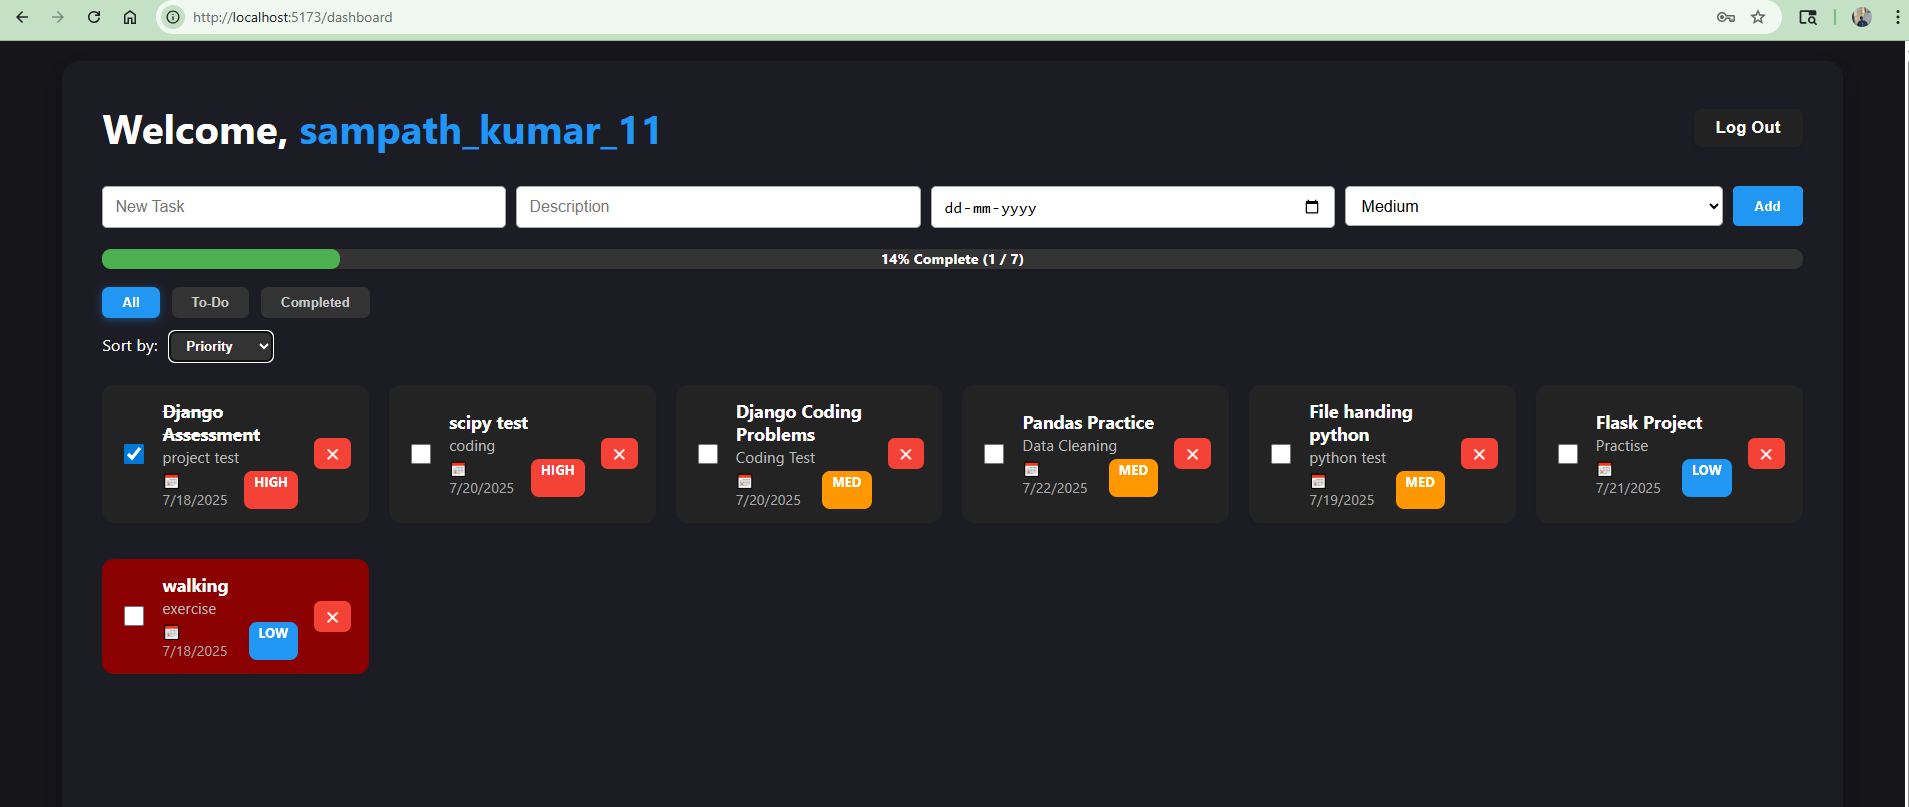 http://localhost:5173/dashboard
Welcome, sampath_kumar_11
Log Out
New Task
Description
dd-mm-yyyy
Medium
Add
14% Complete (1 / 7)
All
To-Do
Completed
Sort by:
Priority
Django
Assessment
project test
7/18/2025
HIGH
✕
scipy test
coding
7/20/2025
HIGH
✕
Django Coding
Problems
Coding Test
7/20/2025
MED
✕
Pandas Practice
Data Cleaning
7/22/2025
MED
✕
File handing
python
python test
7/19/2025
MED
✕
Flask Project
Practise
7/21/2025
LOW
✕
walking
exercise
7/18/2025
LOW
✕